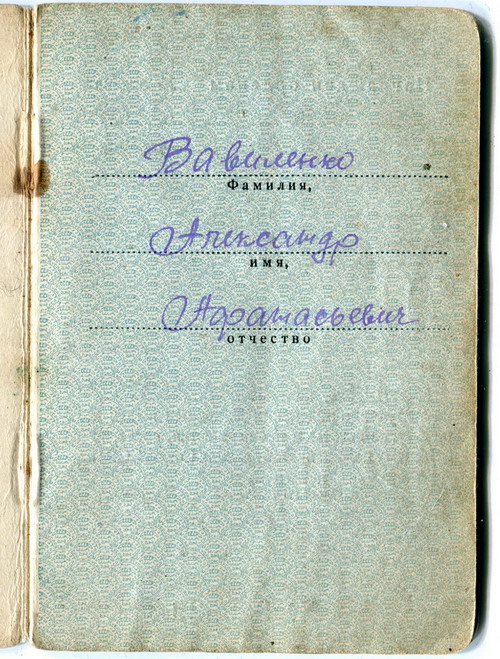 Вавиленко
Фамилия,
Александр
имя,
Афанасьевич
отчество